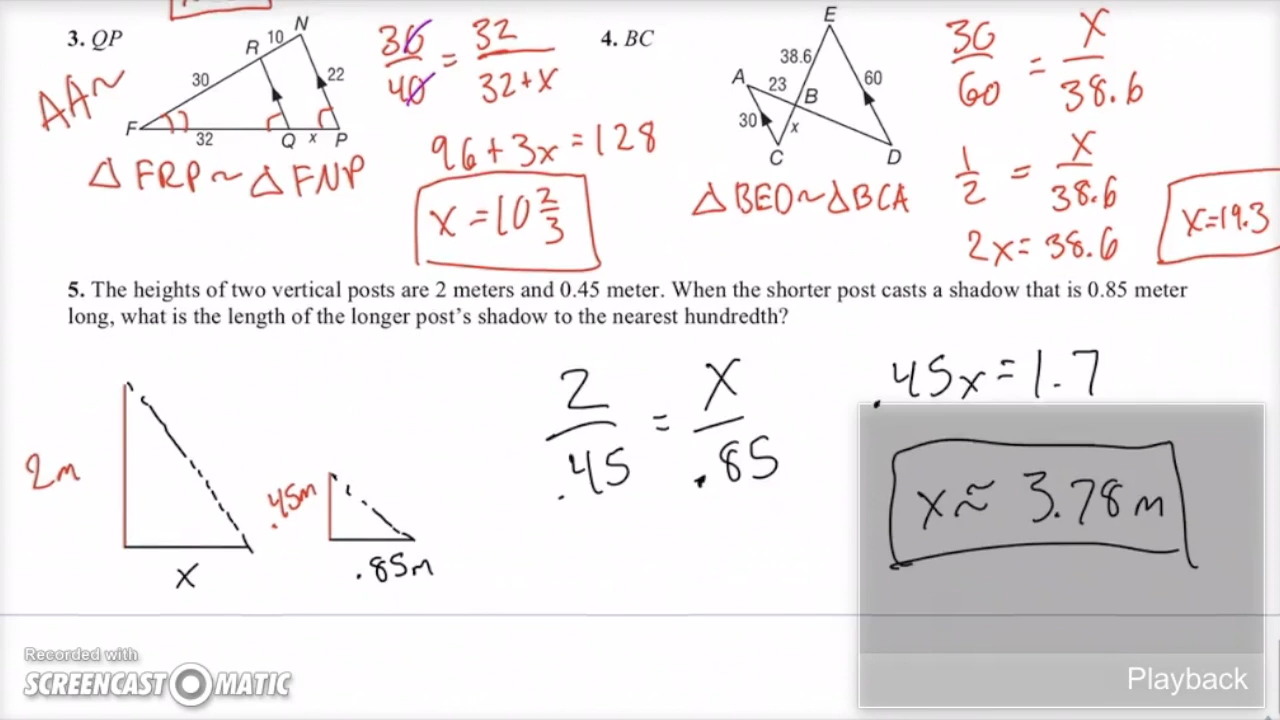 3. QP
AA~
F
R
N
Q
P
10
30
22
32
x
△FRP ~ △FNP
30/40 = 32/(32+x)
96 + 3x = 128
x = 10 2/3
4. BC
E
A
B
C
D
38.6
23
60
30
x
△BED ~ △BCA
30/60 = x/38.6
1/2 = x/38.6
2x = 38.6
x=19.3
5. The heights of two vertical posts are 2 meters and 0.45 meter. When the shorter post casts a shadow that is 0.85 meter
long, what is the length of the longer post's shadow to the nearest hundredth?
2m
x
.45m
.85m
2/.45 = x/.85
.45x = 1.7
x ≈ 3.78 m
Recorded with
SCREENCAST O MATIC
Playback